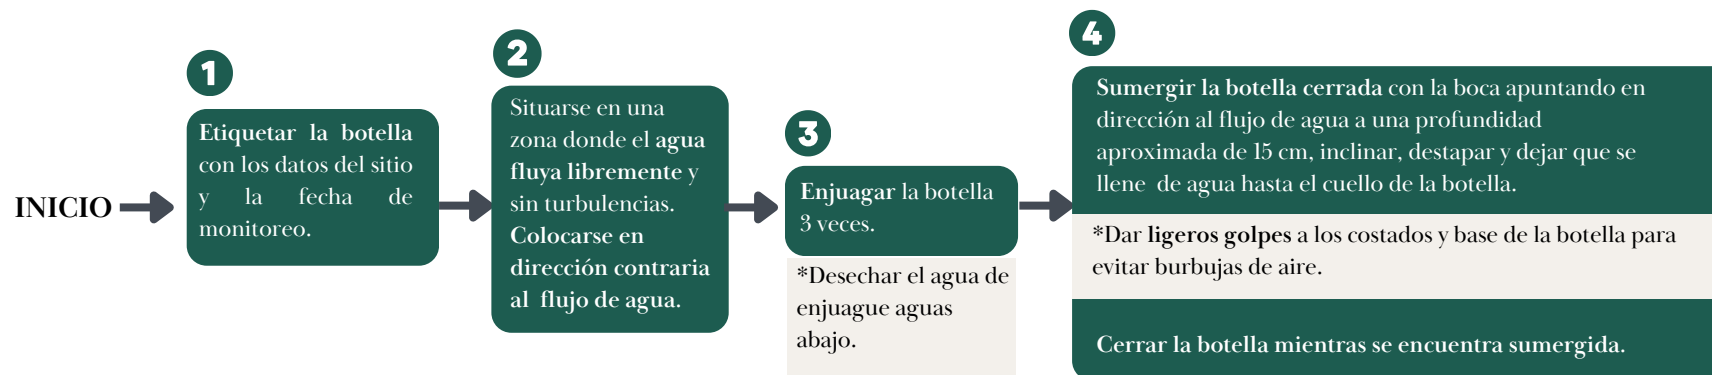 INICIO
1
Etiquetar la botella
con los datos del sitio
y la fecha de
monitoreo.
2
Situarse en una
zona donde el agua
fluya libremente y
sin turbulencias.
Colocarse en
dirección contraria
al flujo de agua.
3
Enjuagar la botella
3 veces.
*Desechar el agua de
enjuague aguas
abajo.
4
Sumergir la botella cerrada con la boca apuntando en
dirección al flujo de agua a una profundidad
aproximada de 15 cm, inclinar, destapar y dejar que se
llene de agua hasta el cuello de la botella.
*Dar ligeros golpes a los costados y base de la botella para
evitar burbujas de aire.
Cerrar la botella mientras se encuentra sumergida.